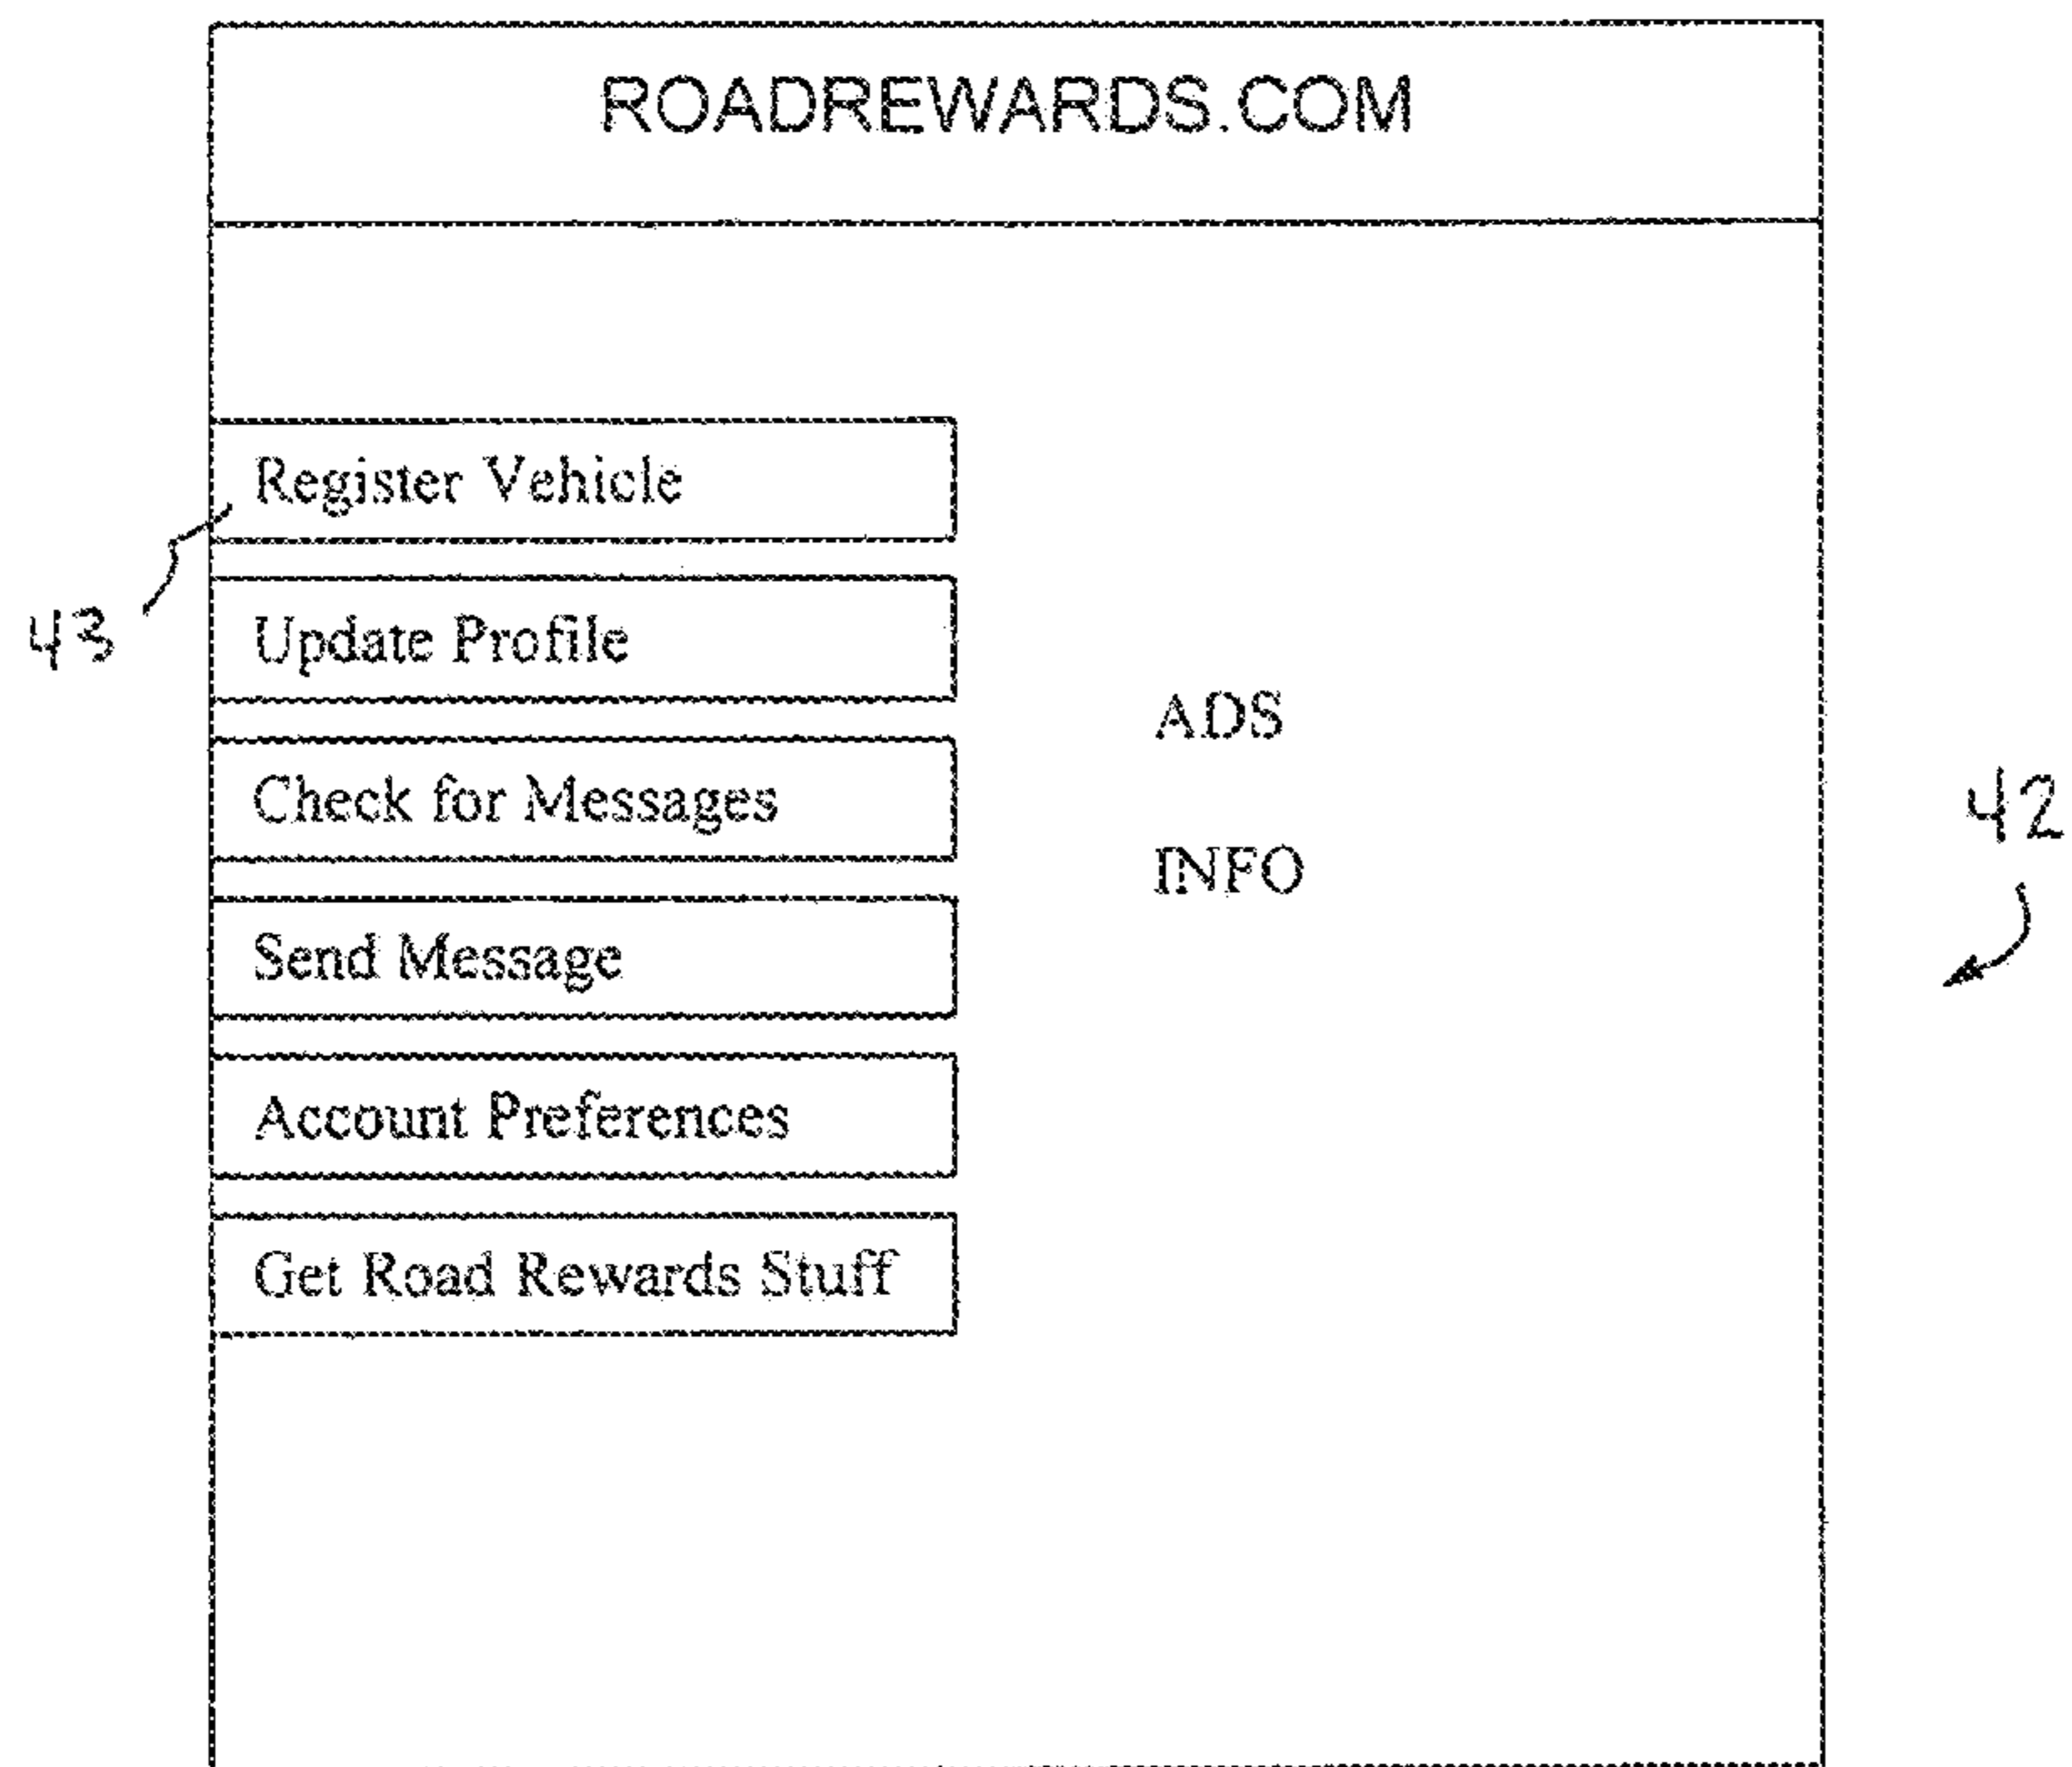 ROADREWARDS.COM
Register Vehicle
43
Update Profile
ADS
Check for Messages
42
INFO
Send Message
Account Preferences
Get Road Rewards Stuff